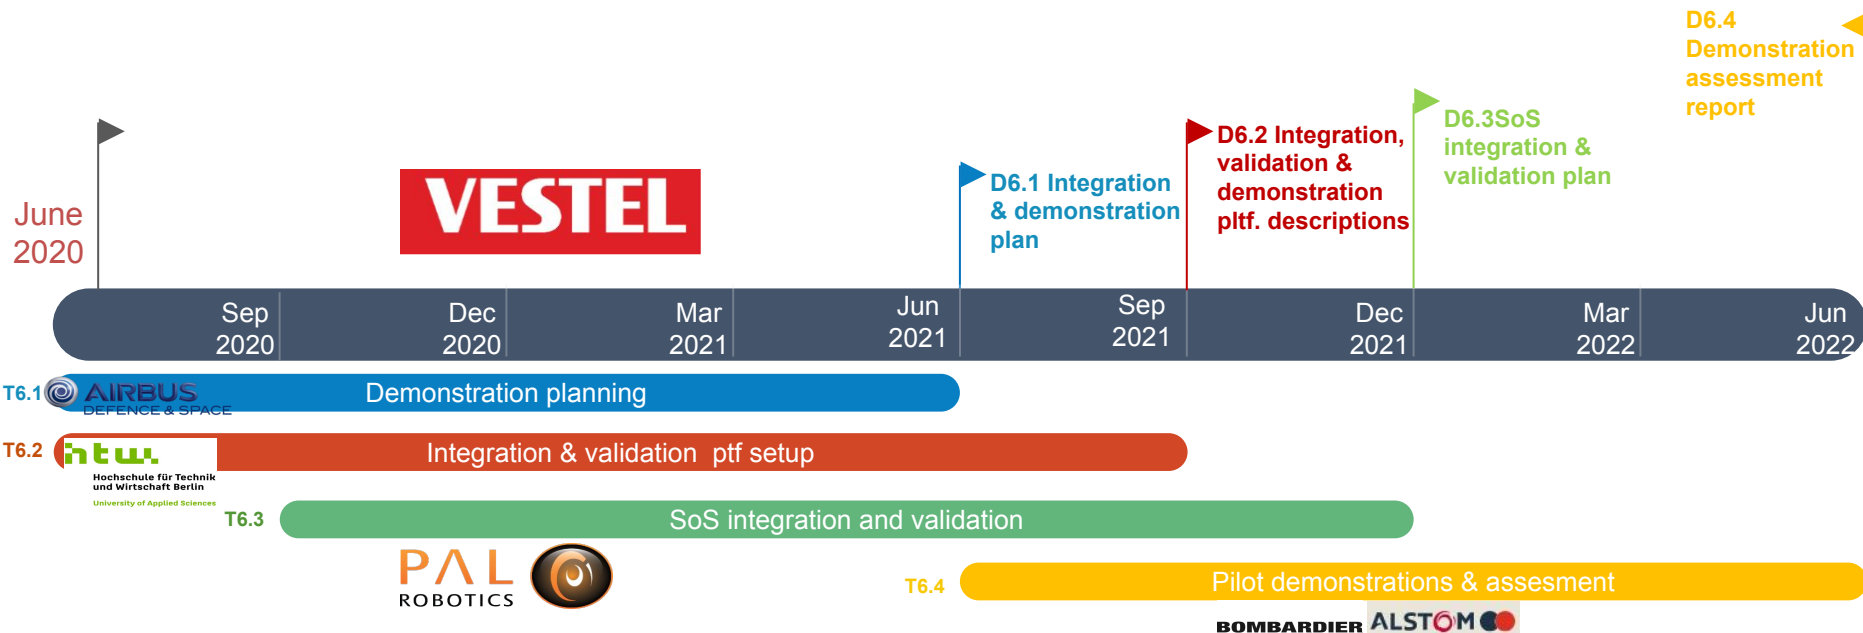 D6.4
Demonstration
assessment
report
D6.3SoS
integration &
validation plan
D6.2 Integration,
validation &
demonstration
pltf. descriptions
D6.1 Integration
& demonstration
plan
June
2020
VESTEL
Sep
2020
Dec
2020
Mar
2021
Jun
2021
Sep
2021
Dec
2021
Mar
2022
Jun
2022
T6.1
AIRBUS
DEFENCE & SPACE
Demonstration planning
T6.2
htw.
Hochschule für Technik
und Wirtschaft Berlin
University of Applied Sciences
Integration & validation ptf setup
T6.3
SoS integration and validation
PAL
ROBOTICS
T6.4
Pilot demonstrations & assesment
BOMBARDIER
ALSTOM